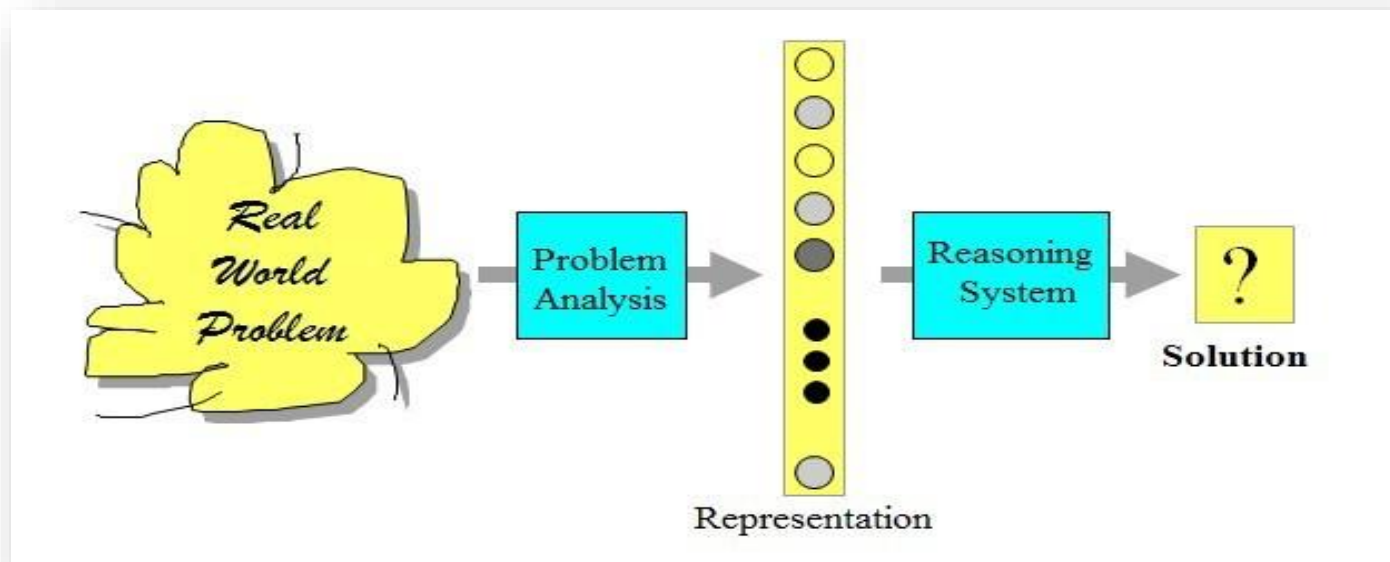 Real
World
Problem
Problem
Analysis
Representation
Reasoning
System
?
Solution